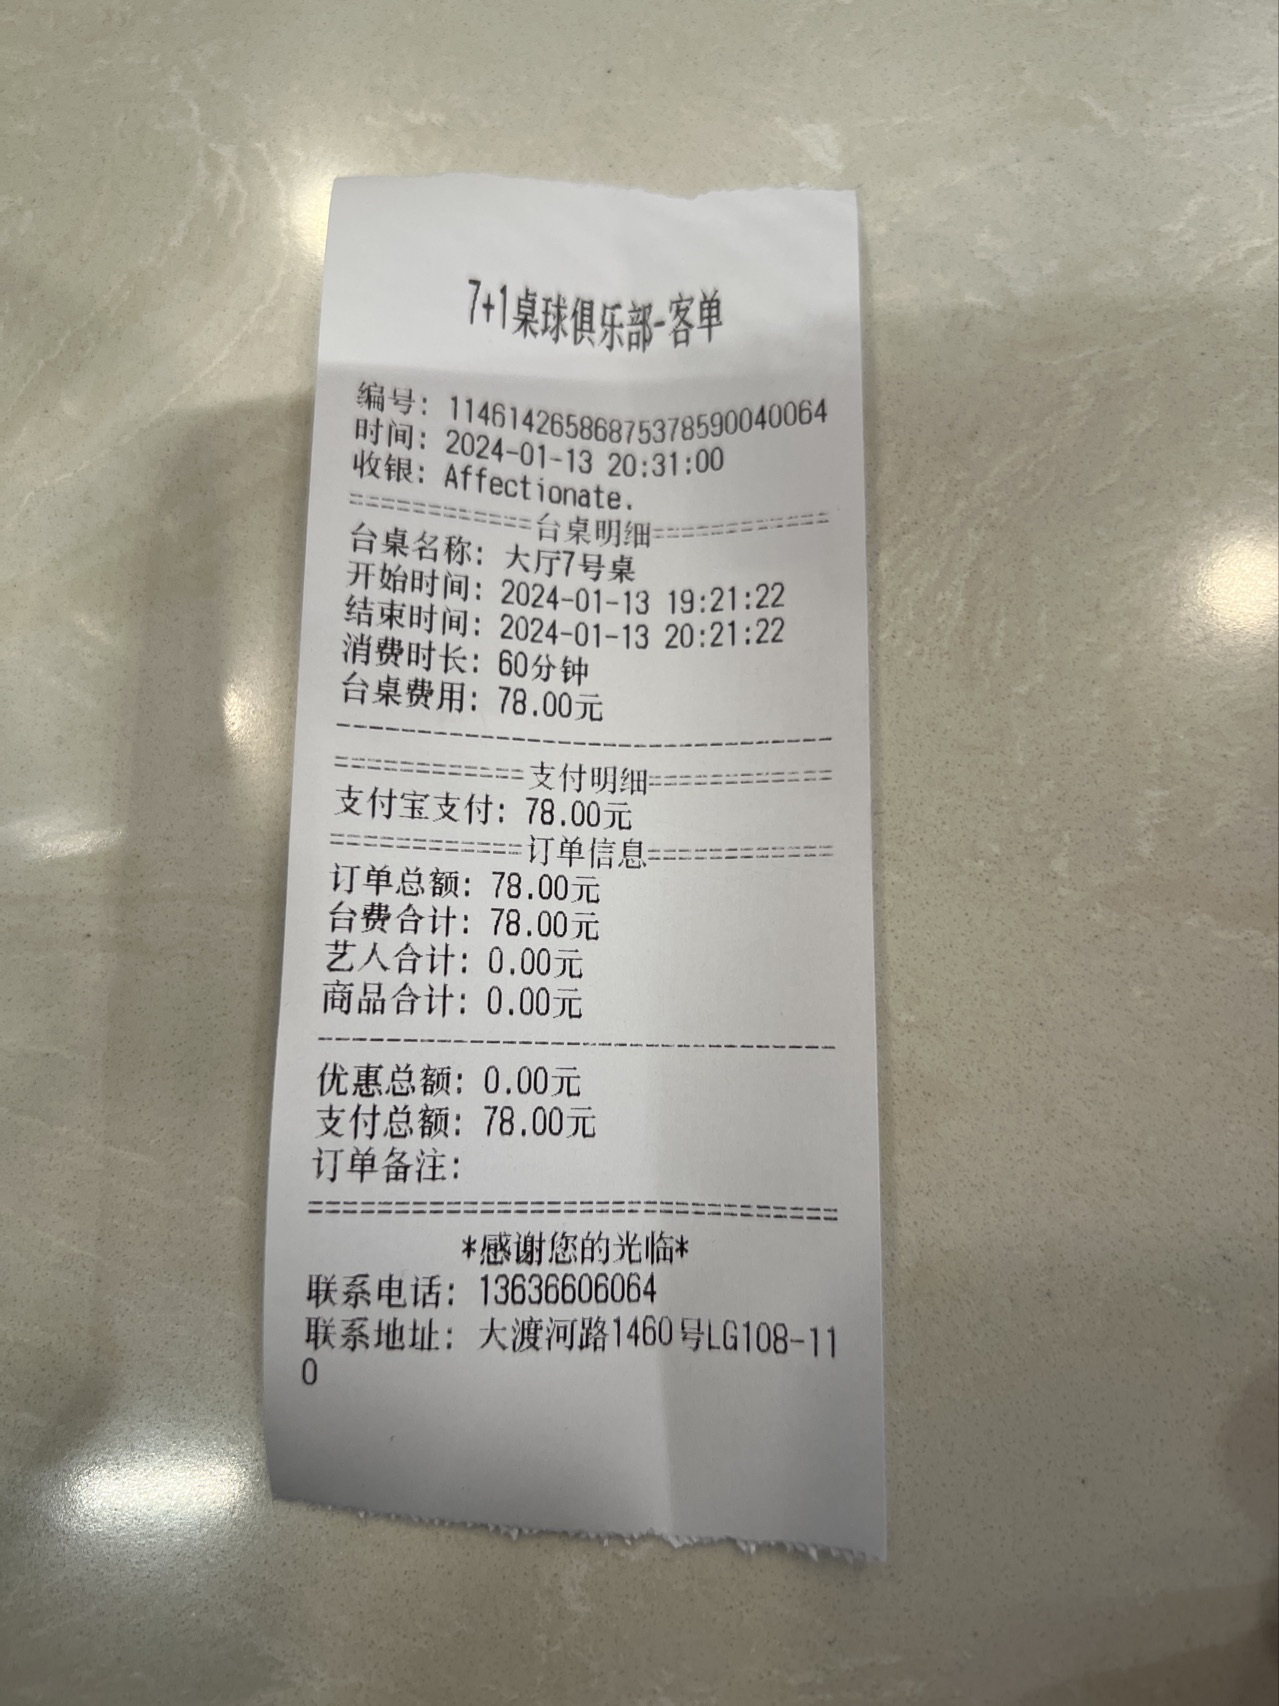 7+1桌球俱乐部-客单
编号: 11461426586875378590040064
时间: 2024-01-13 20:31:00
收银: Affectionate.
============台桌明细============
台桌名称: 大厅7号桌
开始时间: 2024-01-13 19:21:22
结束时间: 2024-01-13 20:21:22
消费时长: 60分钟
台桌费用: 78.00元
--------------------------------
============支付明细============
支付宝支付: 78.00元
============订单信息============
订单总额: 78.00元
台费合计: 78.00元
艺人合计: 0.00元
商品合计: 0.00元
--------------------------------
优惠总额: 0.00元
支付总额: 78.00元
订单备注:
================================
*感谢您的光临*
联系电话: 13636606064
联系地址: 大渡河路1460号LG108-11
0